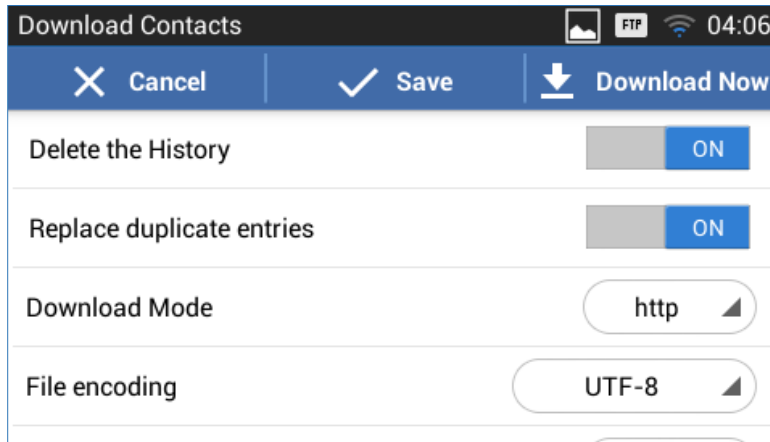 Download Contacts FTP 04:06
Cancel Save Download Now
Delete the History ON
Replace duplicate entries ON
Download Mode http
File encoding UTF-8